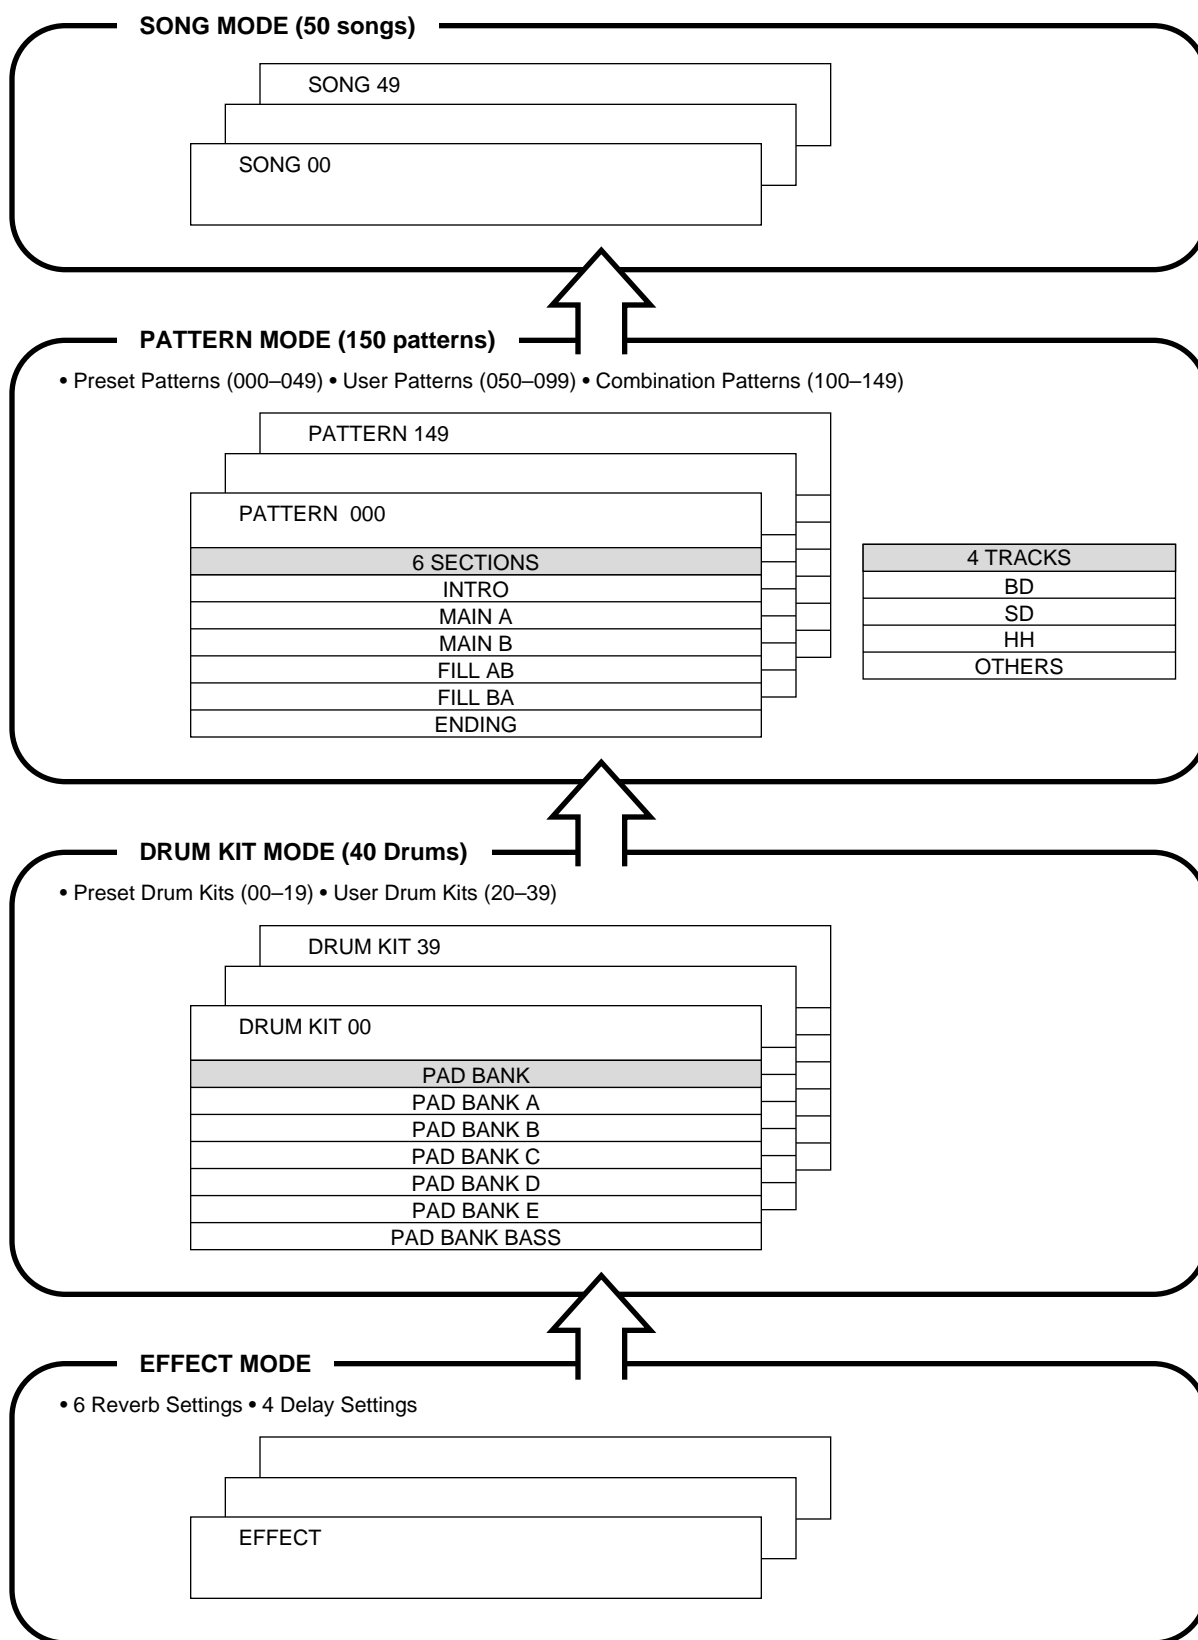 SONG MODE (50 songs)
SONG 49
SONG 00
PATTERN MODE (150 patterns)
• Preset Patterns (000–049) • User Patterns (050–099) • Combination Patterns (100–149)
PATTERN 149
PATTERN 000
6 SECTIONS
INTRO
MAIN A
MAIN B
FILL AB
FILL BA
ENDING
4 TRACKS
BD
SD
HH
OTHERS
DRUM KIT MODE (40 Drums)
• Preset Drum Kits (00–19) • User Drum Kits (20–39)
DRUM KIT 39
DRUM KIT 00
PAD BANK
PAD BANK A
PAD BANK B
PAD BANK C
PAD BANK D
PAD BANK E
PAD BANK BASS
EFFECT MODE
• 6 Reverb Settings • 4 Delay Settings
EFFECT